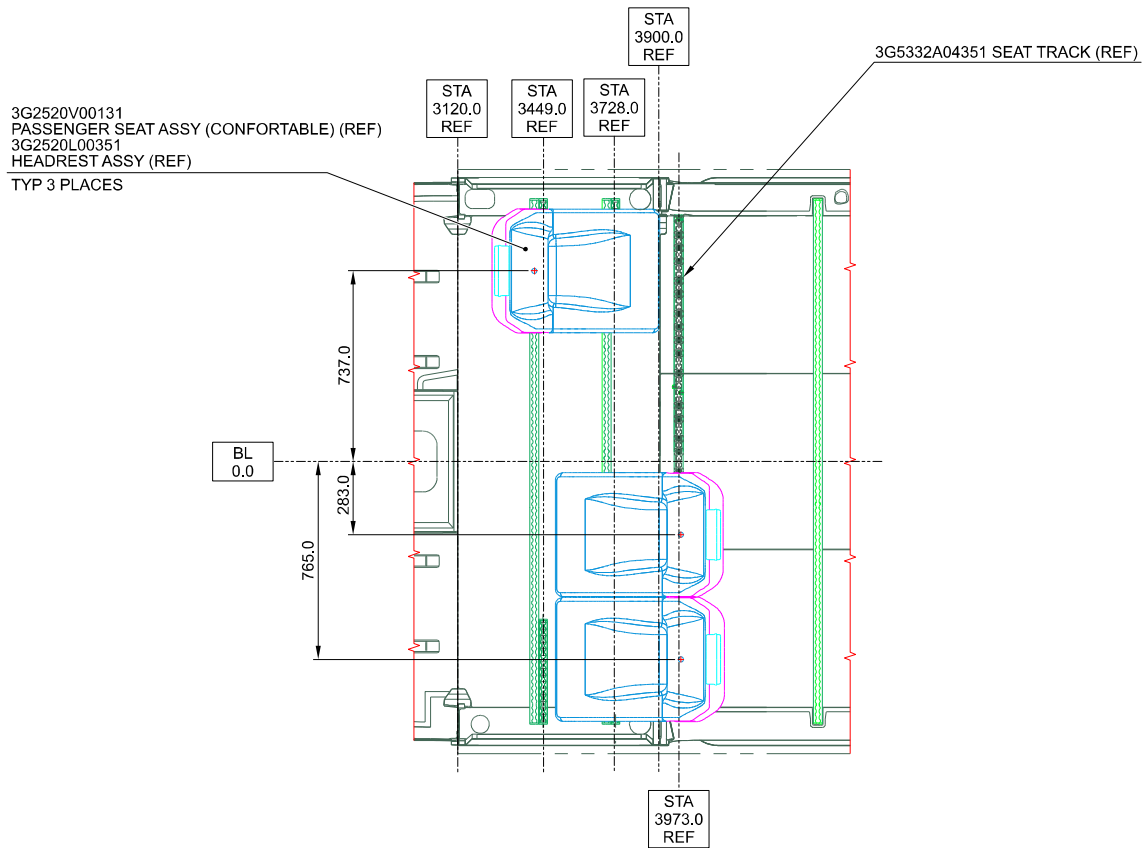 STA
3900.0
REF
3G5332A04351 SEAT TRACK (REF)
STA
3120.0
REF
STA
3449.0
REF
STA
3728.0
REF
3G2520V00131
PASSENGER SEAT ASSY (CONFORTABLE) (REF)
3G2520L00351
HEADREST ASSY (REF)
TYP 3 PLACES
737.0
BL
0.0
283.0
765.0
STA
3973.0
REF